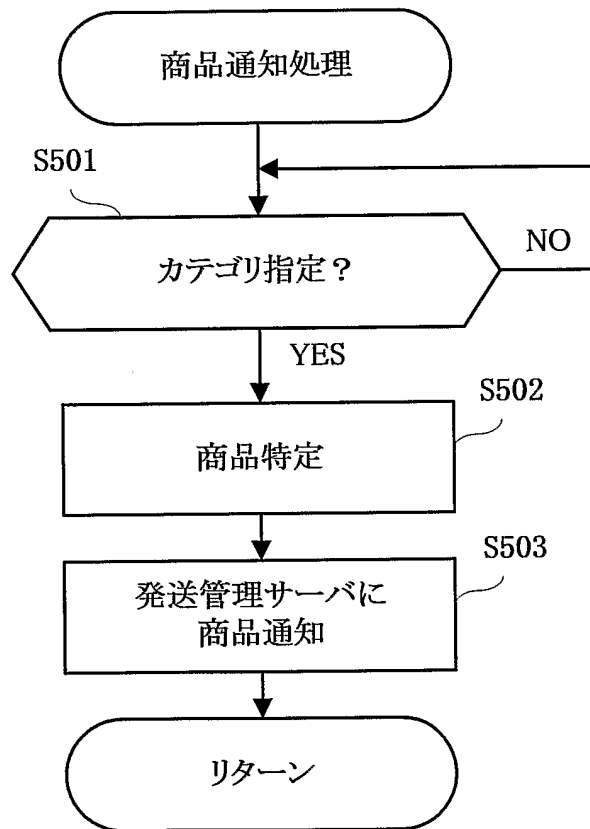 商品通知処理
S501
カテゴリ指定？
NO
YES
S502
商品特定
S503
発送管理サーバに
商品通知
リターン